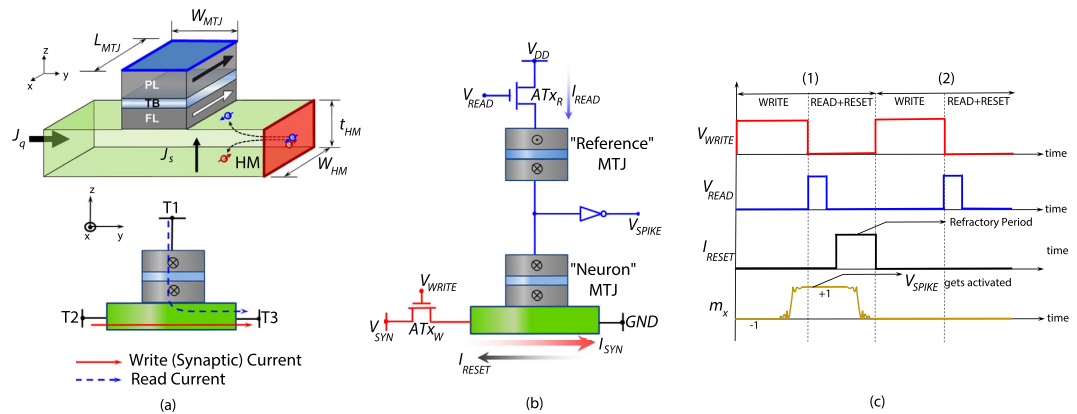 W_MTJ
L_MTJ
z
y
x
PL
TB
FL
J_q
J_s
HM
t_HM
W_HM
z
y
x
T1
T2
T3
Write (Synaptic) Current
Read Current
(a)
V_DD
V_READ
ATx_R
I_READ
"Reference"
MTJ
V_SPIKE
"Neuron"
MTJ
V_WRITE
V_SYN
ATx_W
GND
I_SYN
I_RESET
(b)
(1)
(2)
WRITE
READ+RESET
WRITE
READ+RESET
V_WRITE
time
V_READ
time
Refractory Period
I_RESET
time
V_SPIKE gets activated
m_x
+1
-1
time
(c)